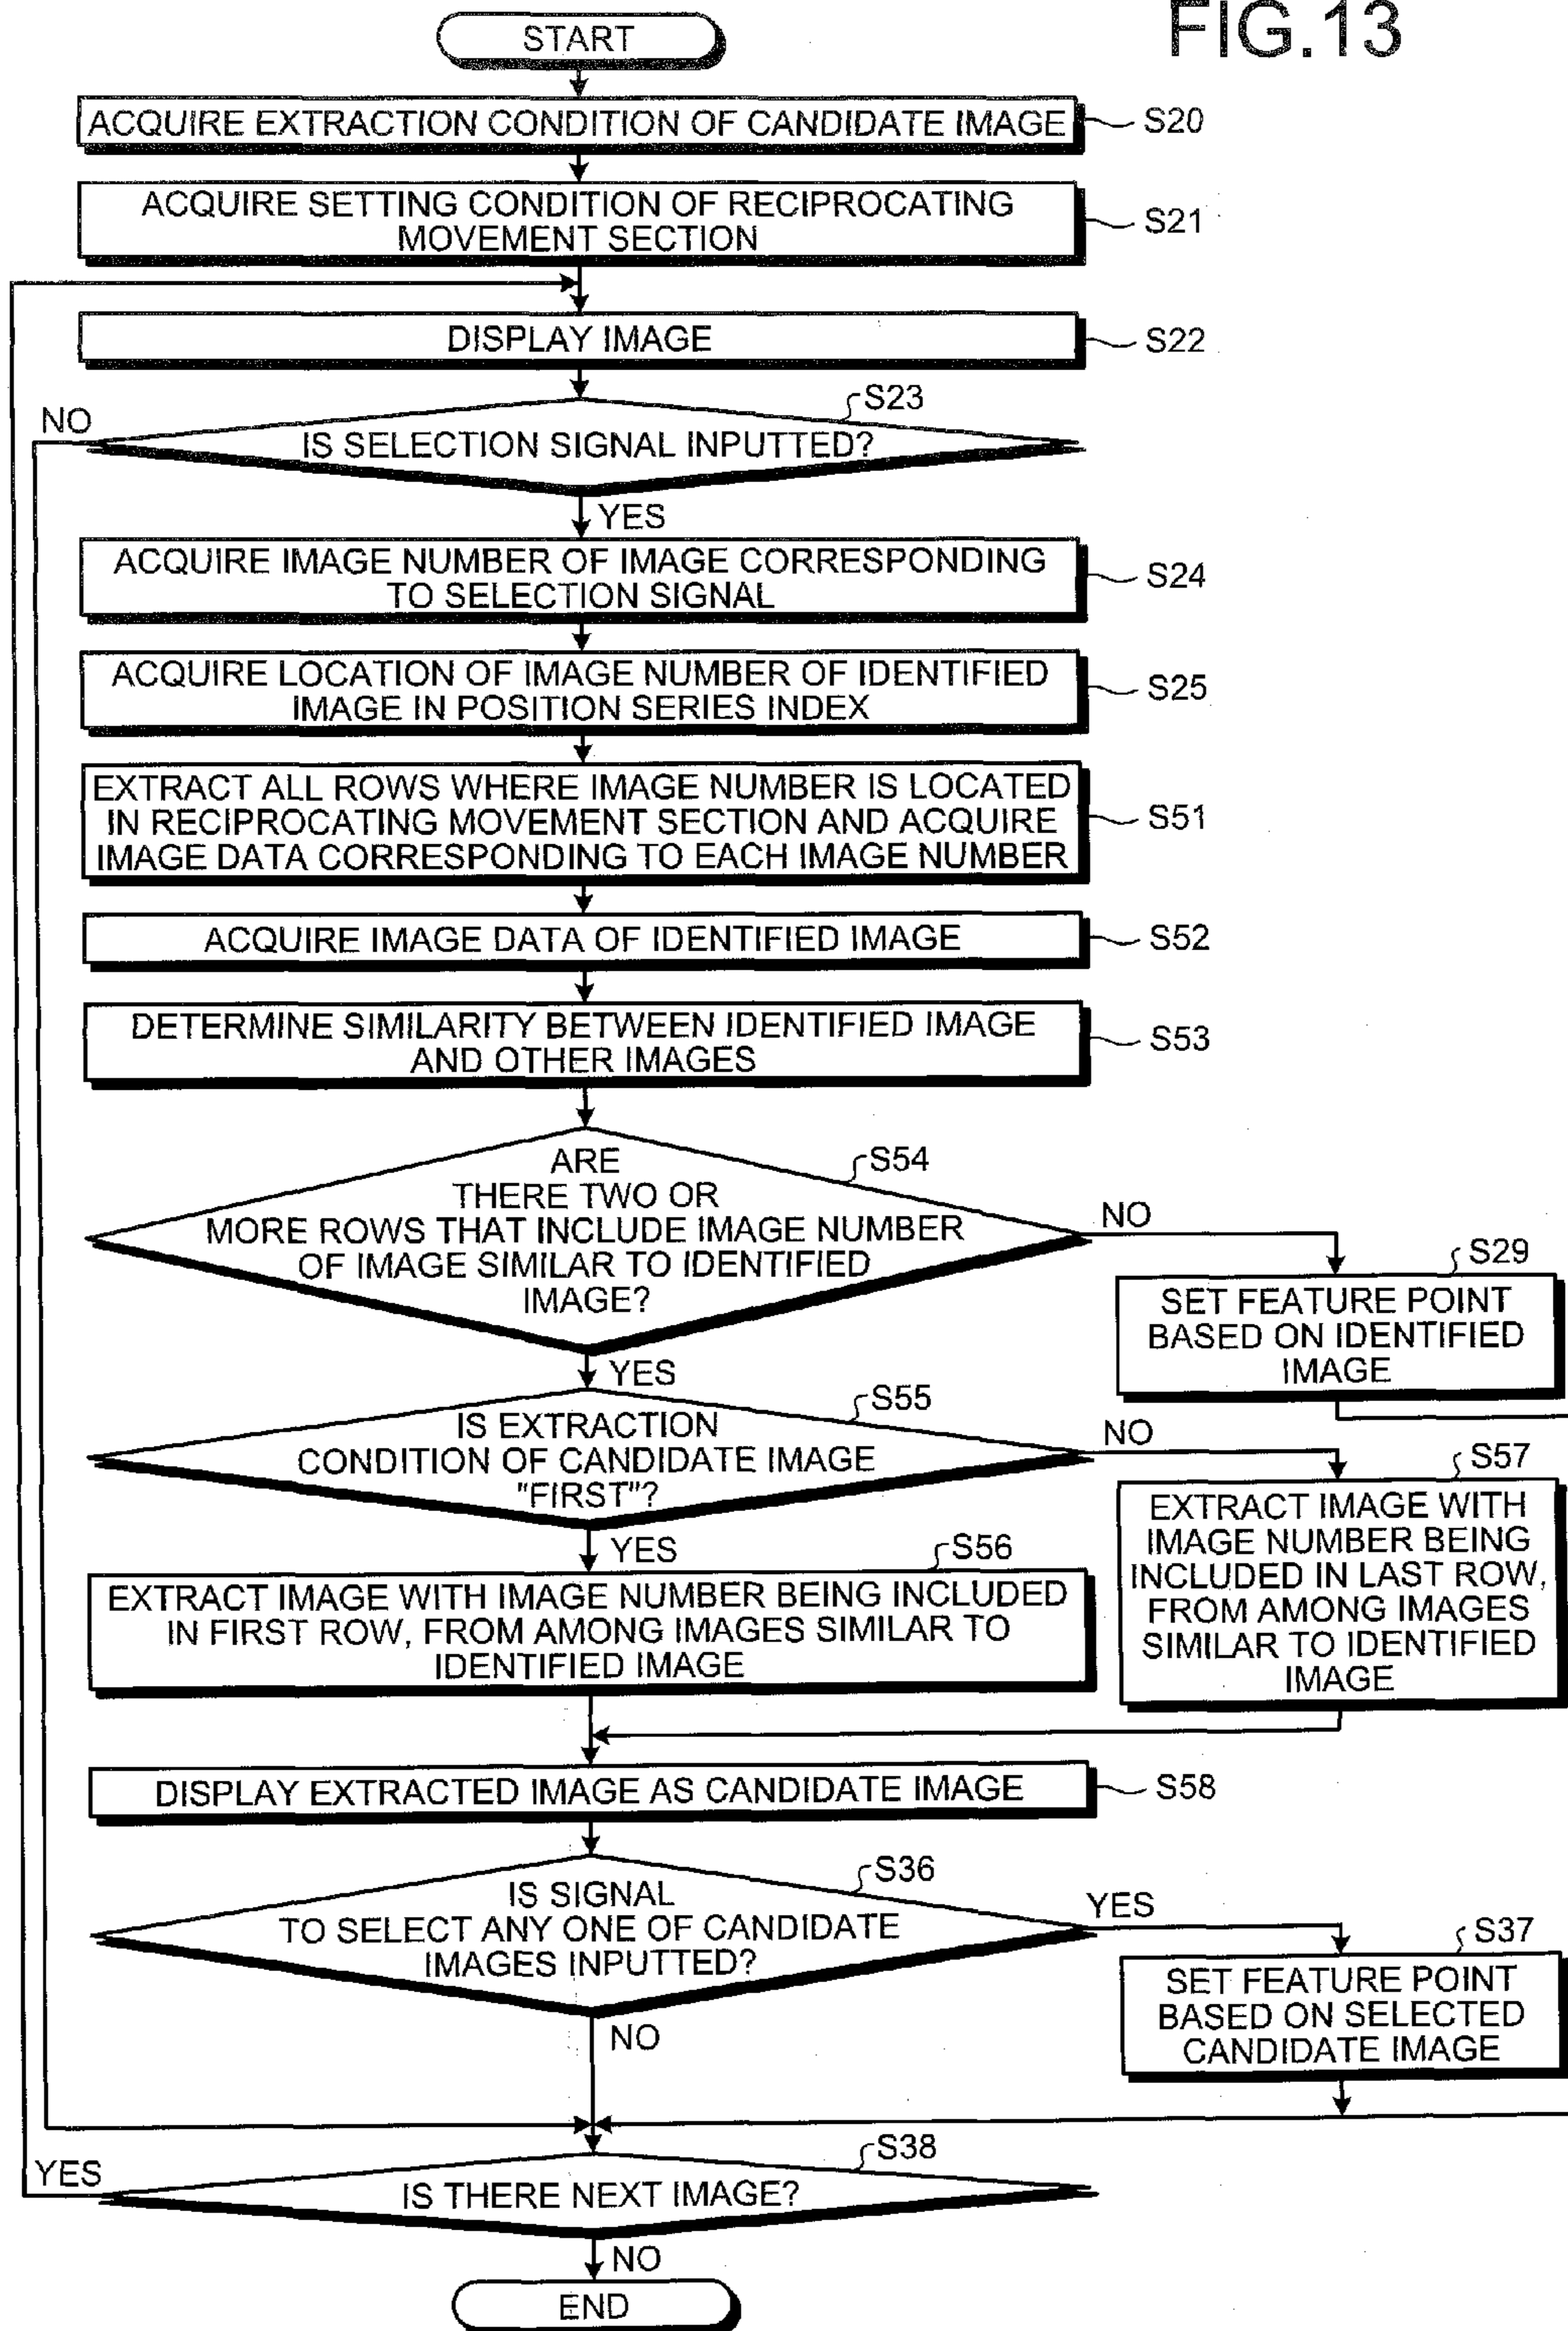 FIG.13
START
ACQUIRE EXTRACTION CONDITION OF CANDIDATE IMAGE
S20
ACQUIRE SETTING CONDITION OF RECIPROCATING
MOVEMENT SECTION
S21
DISPLAY IMAGE
S22
S23
NO
IS SELECTION SIGNAL INPUTTED?
YES
ACQUIRE IMAGE NUMBER OF IMAGE CORRESPONDING
TO SELECTION SIGNAL
S24
ACQUIRE LOCATION OF IMAGE NUMBER OF IDENTIFIED
IMAGE IN POSITION SERIES INDEX
S25
EXTRACT ALL ROWS WHERE IMAGE NUMBER IS LOCATED
IN RECIPROCATING MOVEMENT SECTION AND ACQUIRE
IMAGE DATA CORRESPONDING TO EACH IMAGE NUMBER
S51
ACQUIRE IMAGE DATA OF IDENTIFIED IMAGE
S52
DETERMINE SIMILARITY BETWEEN IDENTIFIED IMAGE
AND OTHER IMAGES
S53
S54
ARE
THERE TWO OR
MORE ROWS THAT INCLUDE IMAGE NUMBER
OF IMAGE SIMILAR TO IDENTIFIED
IMAGE?
NO
S29
SET FEATURE POINT
BASED ON IDENTIFIED
IMAGE
YES
S55
IS EXTRACTION
CONDITION OF CANDIDATE IMAGE
"FIRST"?
NO
S57
EXTRACT IMAGE WITH
IMAGE NUMBER BEING
INCLUDED IN LAST ROW,
FROM AMONG IMAGES
SIMILAR TO IDENTIFIED
IMAGE
YES
S56
EXTRACT IMAGE WITH IMAGE NUMBER BEING INCLUDED
IN FIRST ROW, FROM AMONG IMAGES SIMILAR TO
IDENTIFIED IMAGE
DISPLAY EXTRACTED IMAGE AS CANDIDATE IMAGE
S58
S36
IS SIGNAL
TO SELECT ANY ONE OF CANDIDATE
IMAGES INPUTTED?
YES
S37
SET FEATURE POINT
BASED ON SELECTED
CANDIDATE IMAGE
NO
S38
YES
IS THERE NEXT IMAGE?
NO
END